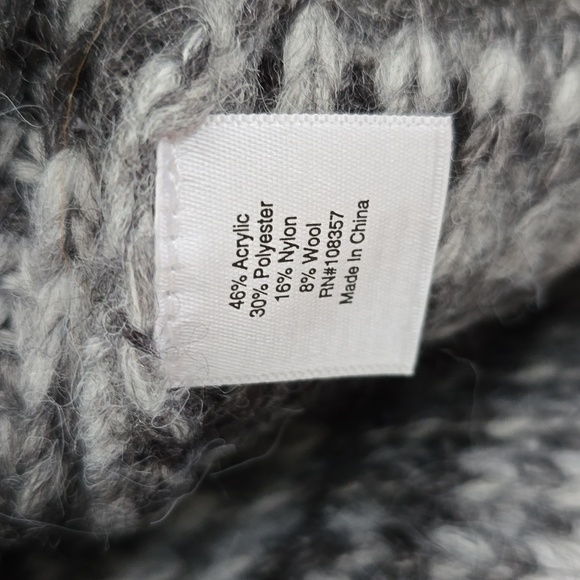 46% Acrylic
30% Polyester
16% Nylon
8% Wool
RN#108357
Made In China